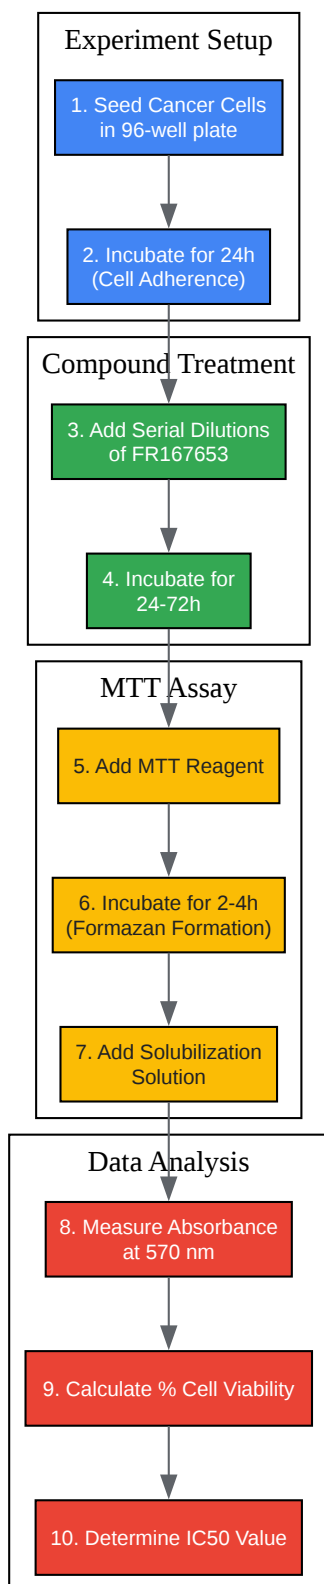 Experiment Setup
1. Seed Cancer Cells
in 96-well plate
2. Incubate for 24h
(Cell Adherence)
Compound Treatment
3. Add Serial Dilutions
of FR167653
4. Incubate for
24-72h
MTT Assay
5. Add MTT Reagent
6. Incubate for 2-4h
(Formazan Formation)
7. Add Solubilization
Solution
Data Analysis
8. Measure Absorbance
at 570 nm
9. Calculate % Cell Viability
10. Determine IC50 Value